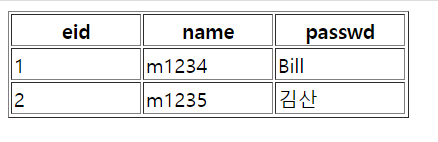 eid name passwd
1 m1234 Bill
2 m1235 김산